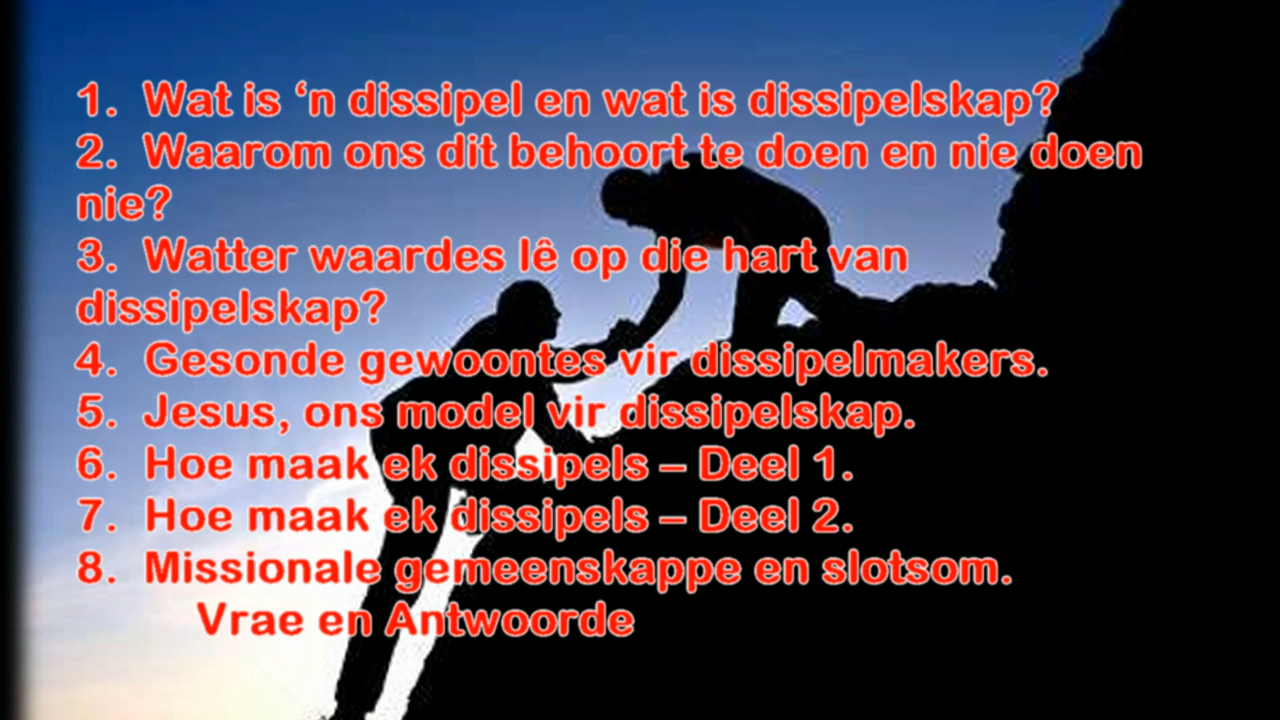 1. Wat is ‘n dissipel en wat is dissipelskap?
2. Waarom ons dit behoort te doen en nie doen
nie?
3. Watter waardes lê op die hart van
dissipelskap?
4. Gesonde gewoontes vir dissipelmakers.
5. Jesus, ons model vir dissipelskap.
6. Hoe maak ek dissipels – Deel 1.
7. Hoe maak ek dissipels – Deel 2.
8. Missionale gemeenskappe en slotsom.
Vrae en Antwoorde